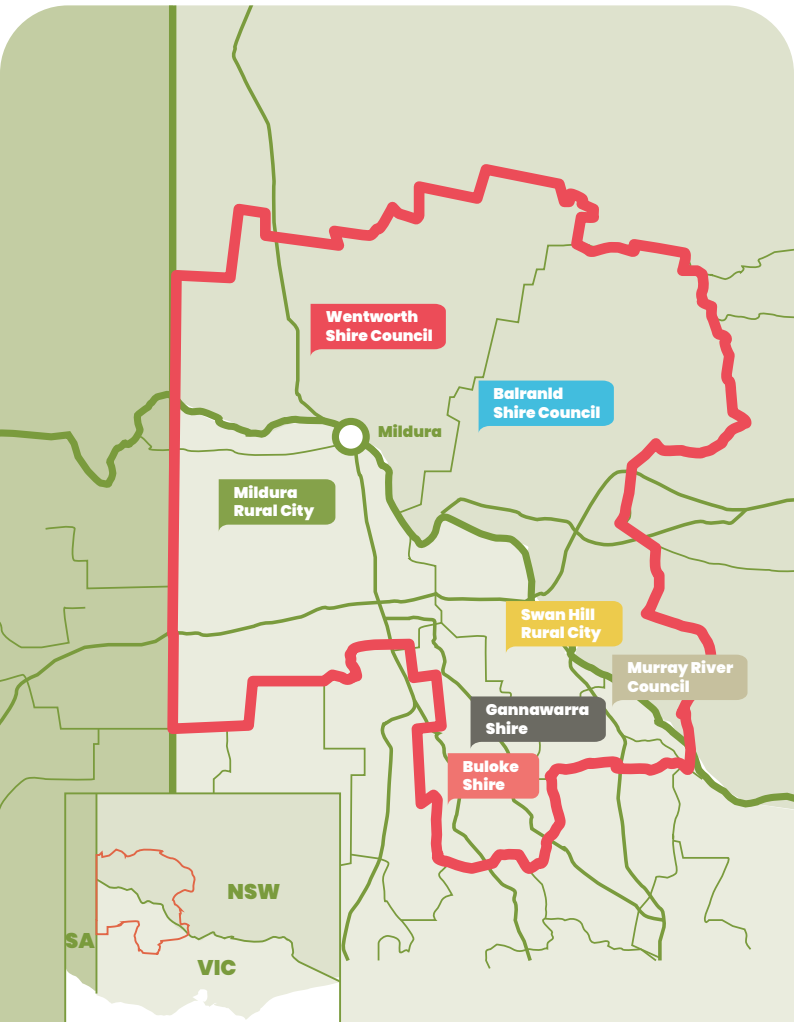 Wentworth
Shire Council
Balranld
Shire Council
Mildura
Mildura
Rural City
Swan Hill
Rural City
Murray River
Council
Gannawarra
Shire
Buloke
Shire
NSW
SA
VIC